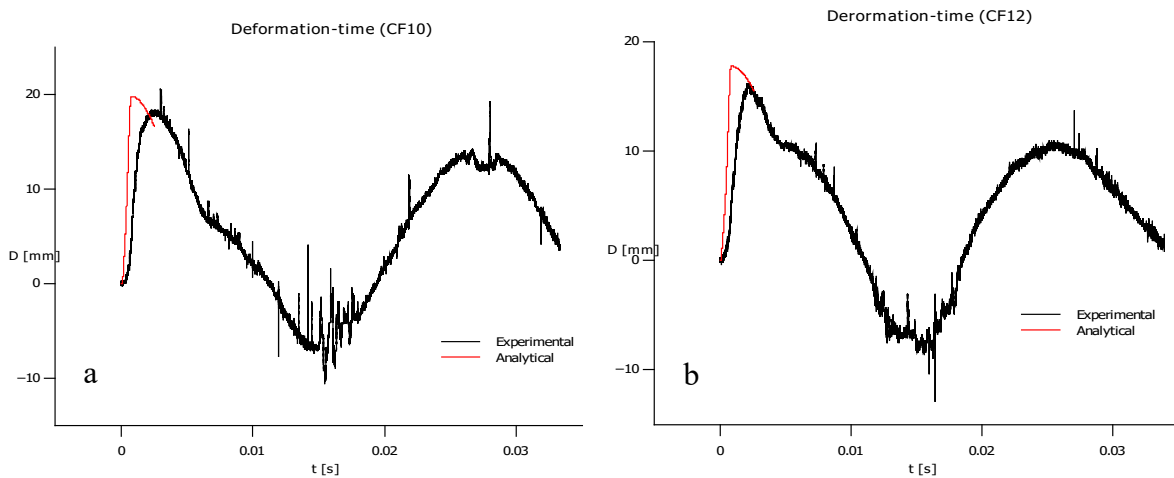 Deformation-time (CF10)
20
10
D [mm]
0
−10
0
0.01
0.02
0.03
t [s]
Experimental
Analytical
a
Derormation-time (CF12)
20
10
D [mm]
0
−10
0
0.01
0.02
0.03
t [s]
Experimental
Analytical
b